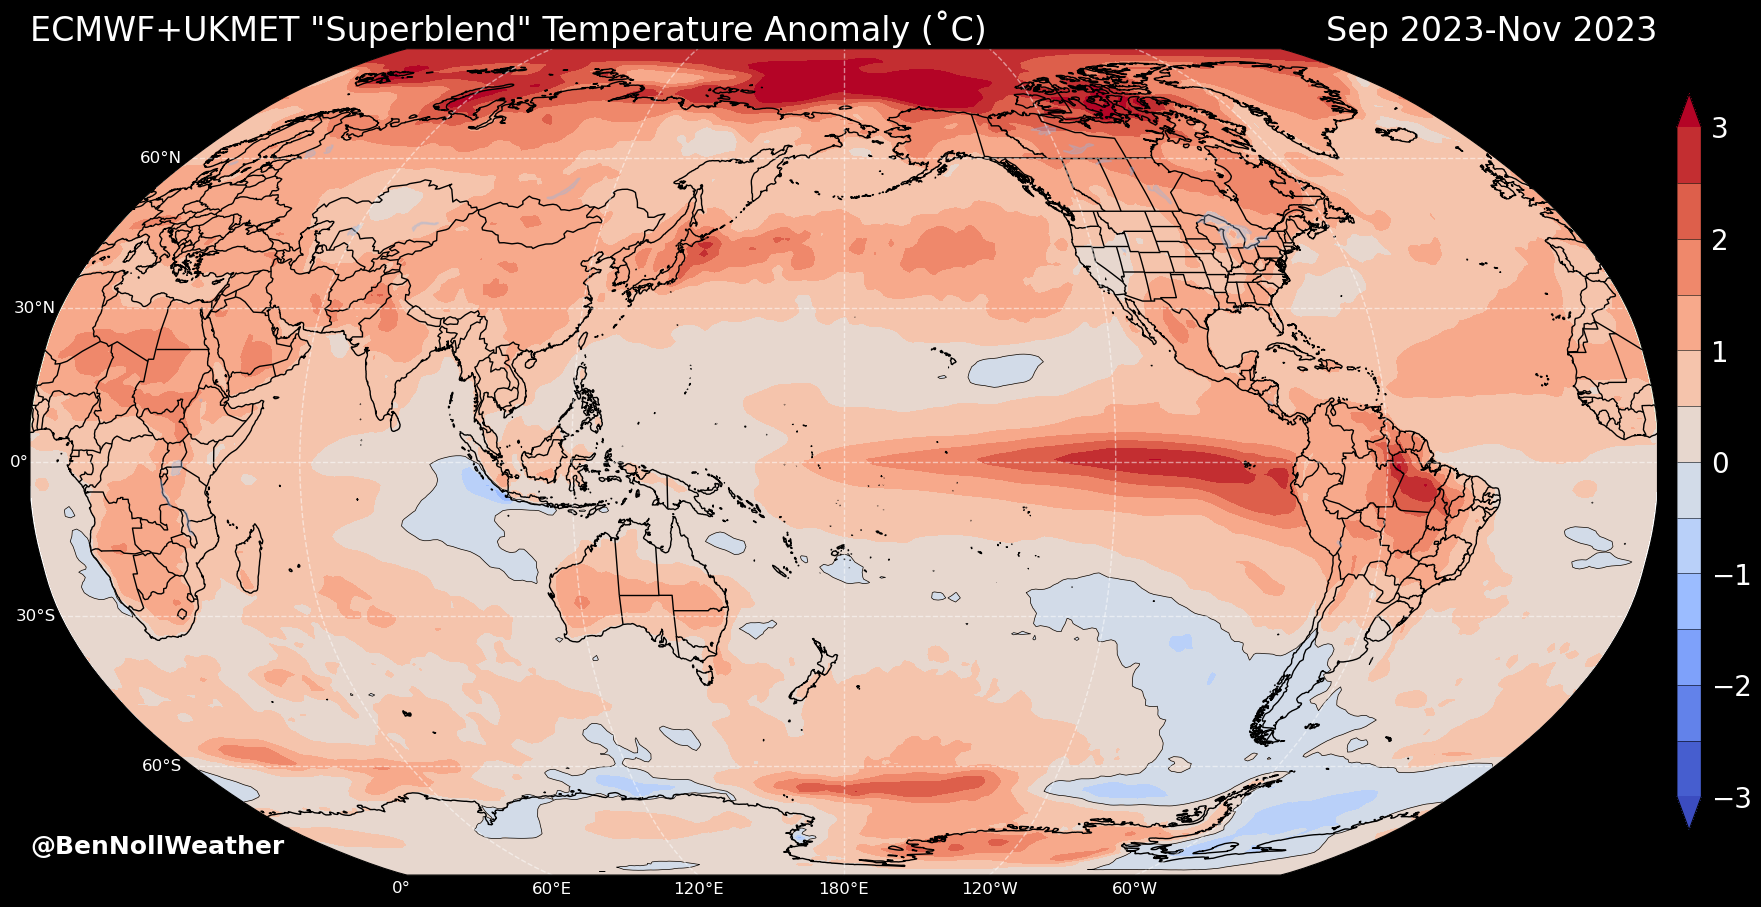 ECMWF+UKMET "Superblend" Temperature Anomaly (˚C)
Sep 2023-Nov 2023
60°N
30°N
0°
30°S
60°S
3
2
1
0
−1
−2
−3
@BenNollWeather
0°
60°E
120°E
180°E
120°W
60°W